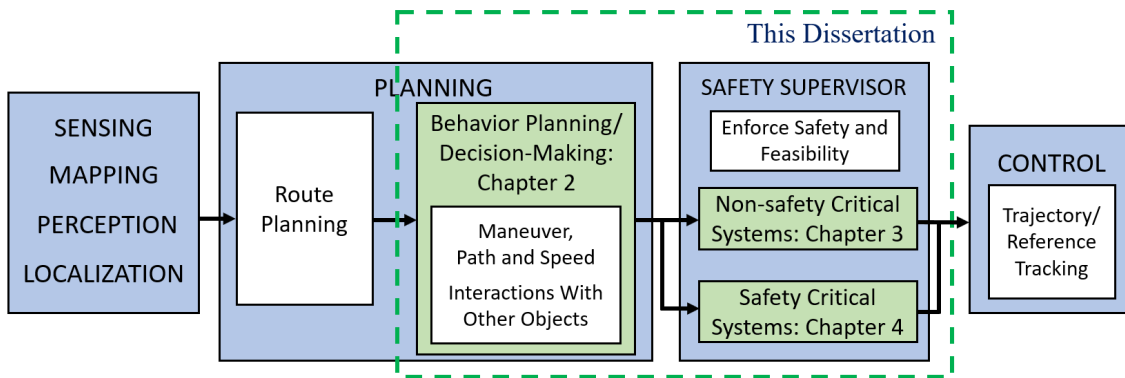 This Dissertation
SENSING
MAPPING
PERCEPTION
LOCALIZATION
PLANNING
Route
Planning
Behavior Planning/
Decision-Making:
Chapter 2
Maneuver,
Path and Speed
Interactions With
Other Objects
SAFETY SUPERVISOR
Enforce Safety and
Feasibility
Non-safety Critical
Systems: Chapter 3
Safety Critical
Systems: Chapter 4
CONTROL
Trajectory/
Reference
Tracking